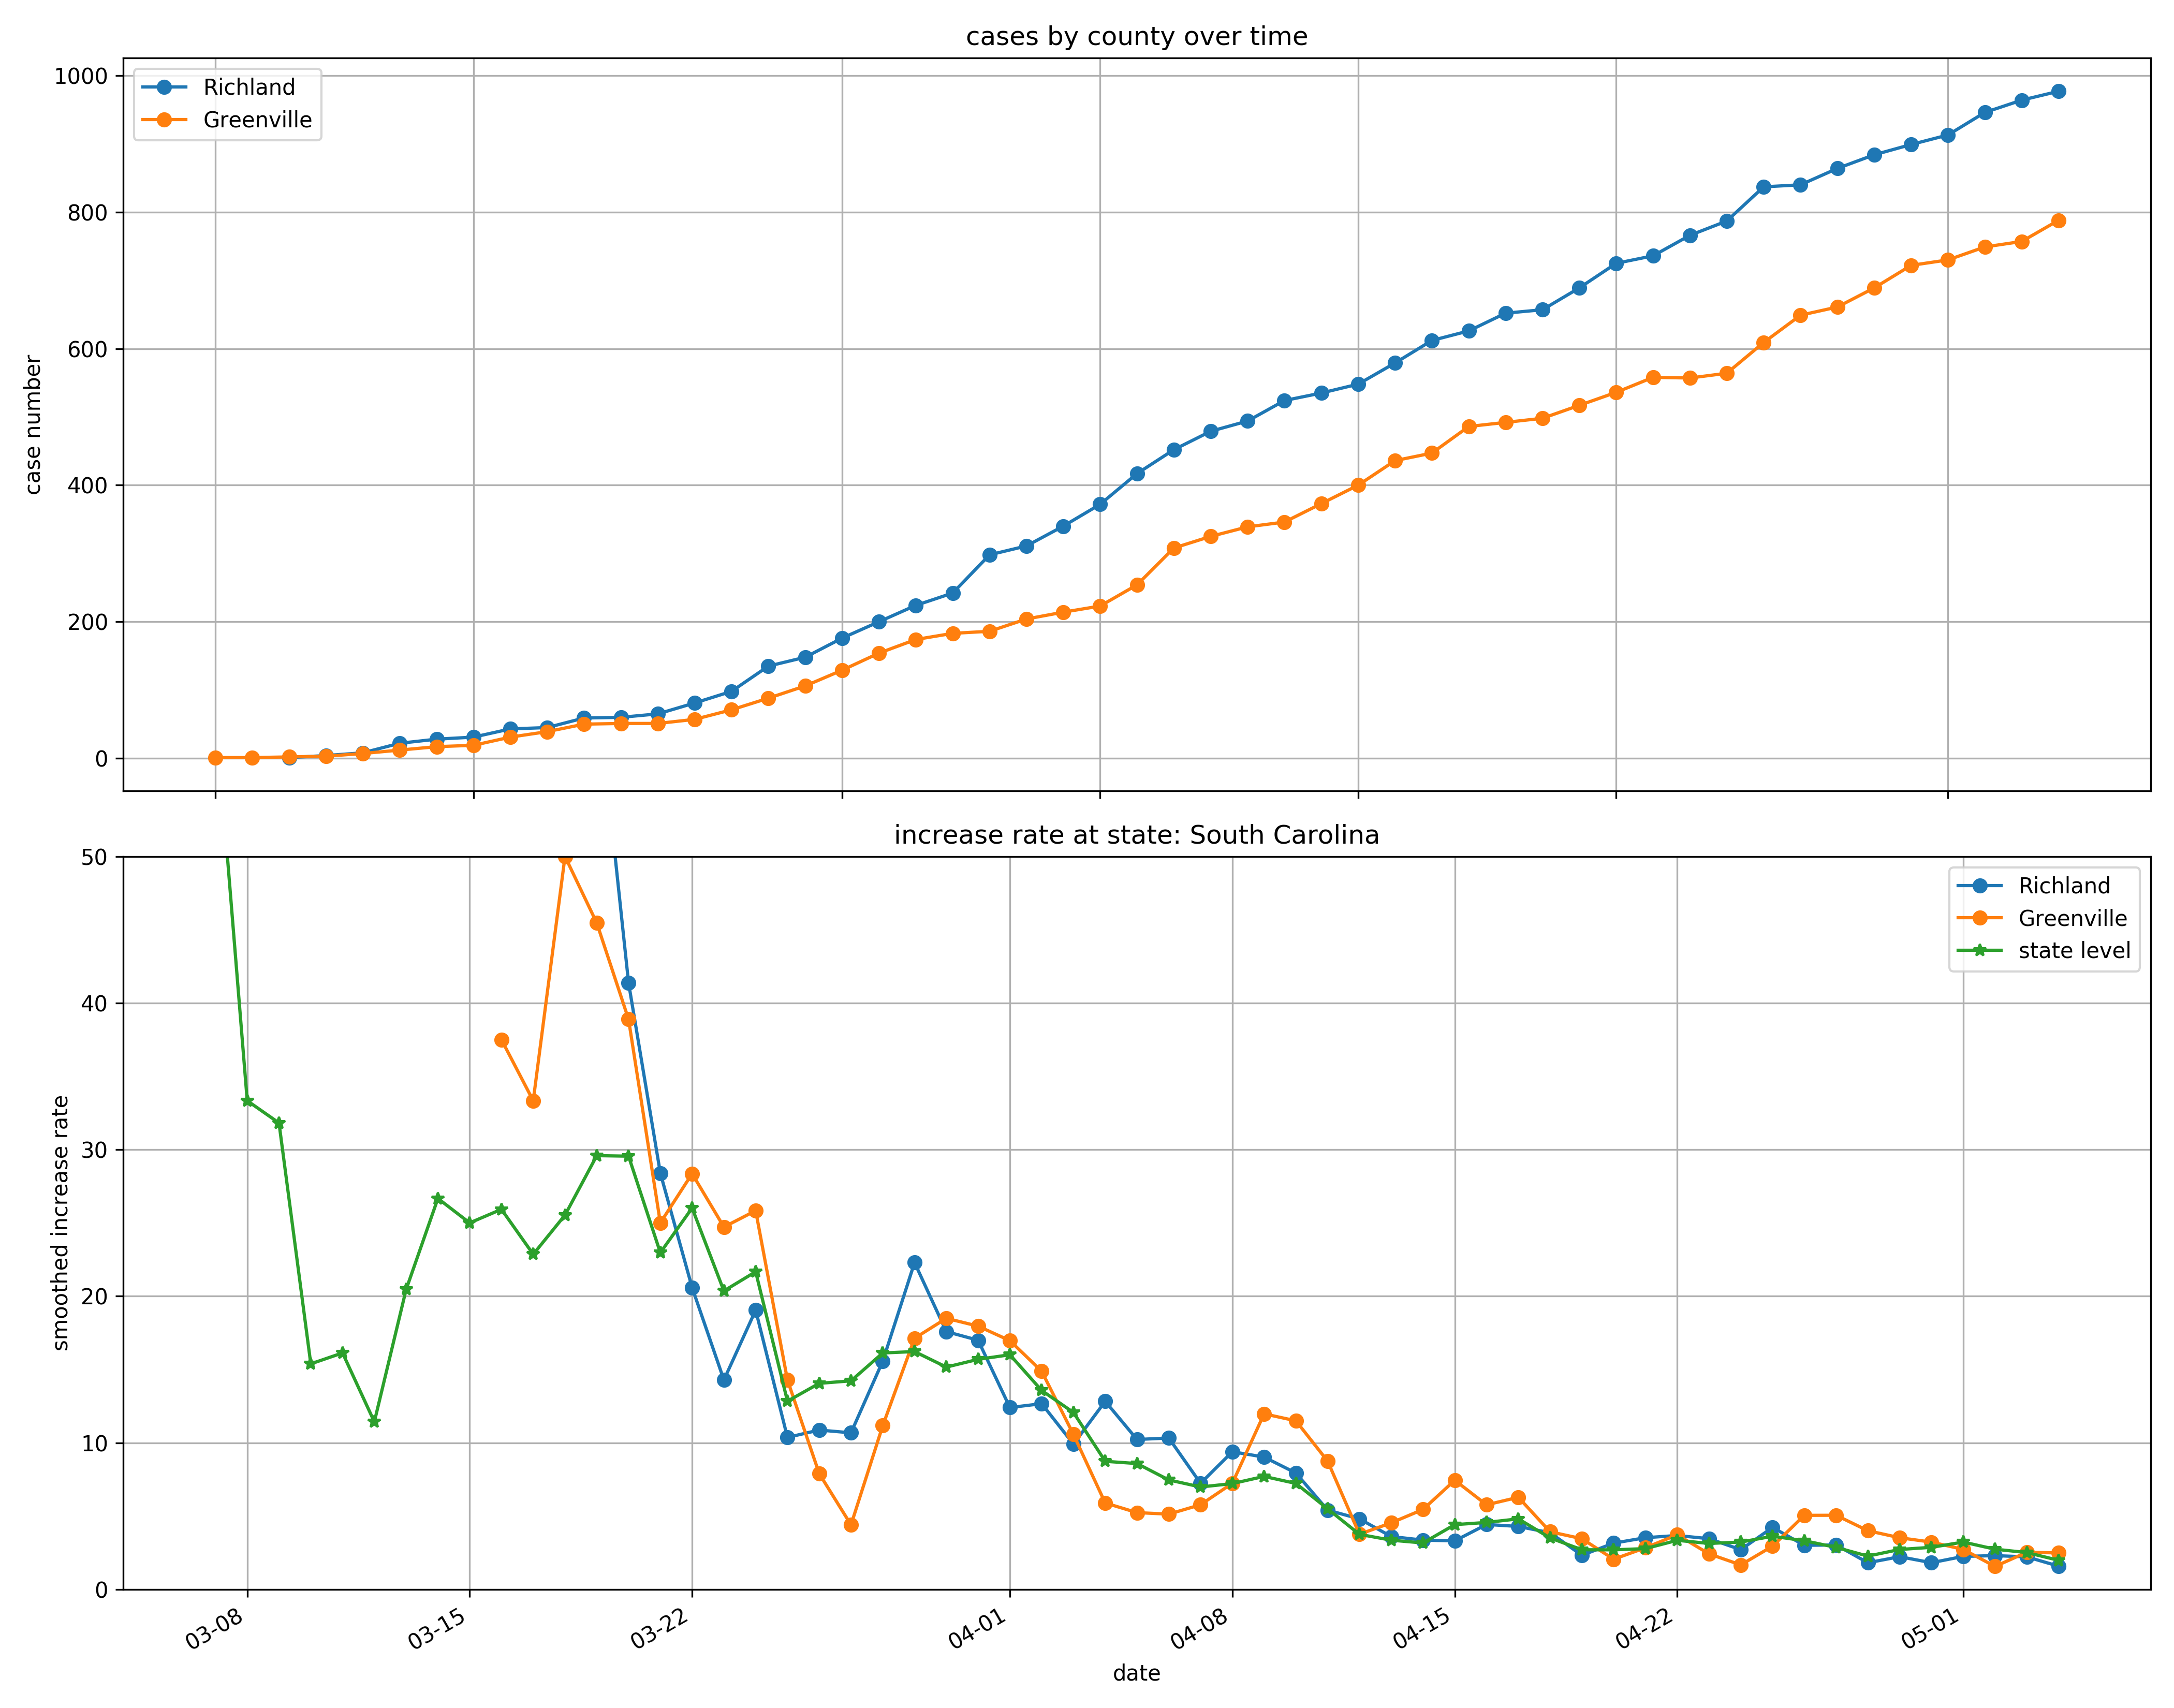 cases by county over time
Richland
Greenville
1000
800
600
400
200
0
case number
increase rate at state: South Carolina
Richland
Greenville
state level
50
40
30
20
10
0
smoothed increase rate
03-08
03-15
03-22
04-01
04-08
04-15
04-22
05-01
date